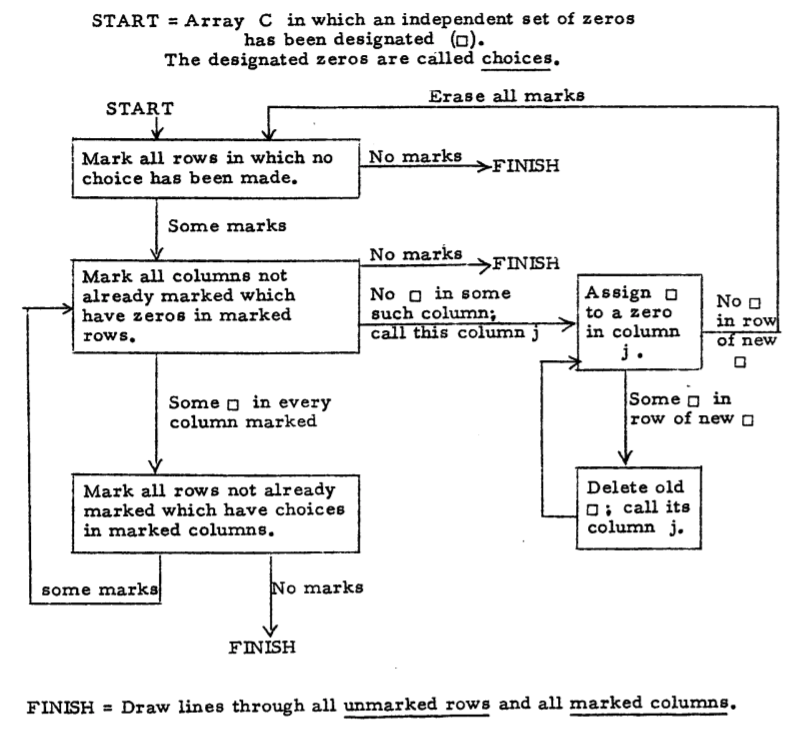 START = Array C in which an independent set of zeros
has been designated (□).
The designated zeros are called choices.
Erase all marks
START
Mark all rows in which no
choice has been made.
No marks
FINISH
Some marks
Mark all columns not
already marked which
have zeros in marked
rows.
No marks
FINISH
No □ in some
such column;
call this column j
Assign □
to a zero
in column
j.
No □
in row
of new
□
Some □ in every
column marked
Some □ in
row of new □
Mark all rows not already
marked which have choices
in marked columns.
Delete old
□; call its
column j.
some marks
No marks
FINISH
FINISH = Draw lines through all unmarked rows and all marked columns.